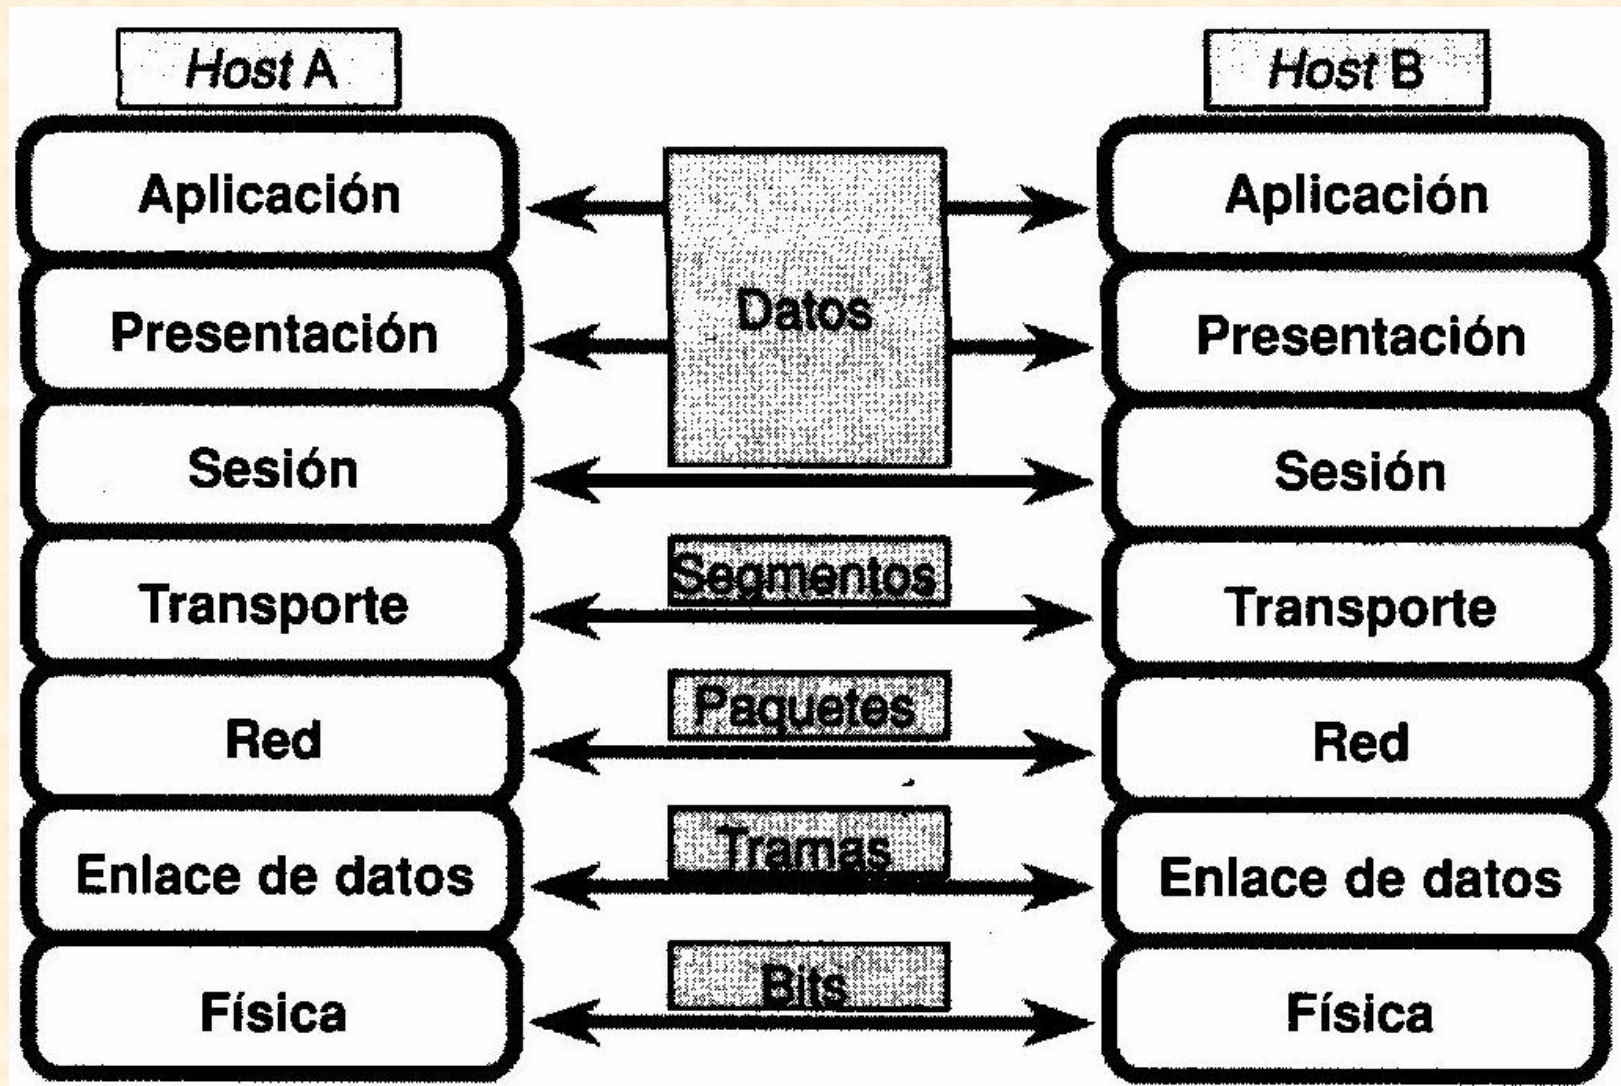 Host A
Host B
Aplicación
Presentación
Sesión
Transporte
Red
Enlace de datos
Física
Datos
Segmentos
Paquetes
Tramas
Bits
Aplicación
Presentación
Sesión
Transporte
Red
Enlace de datos
Física